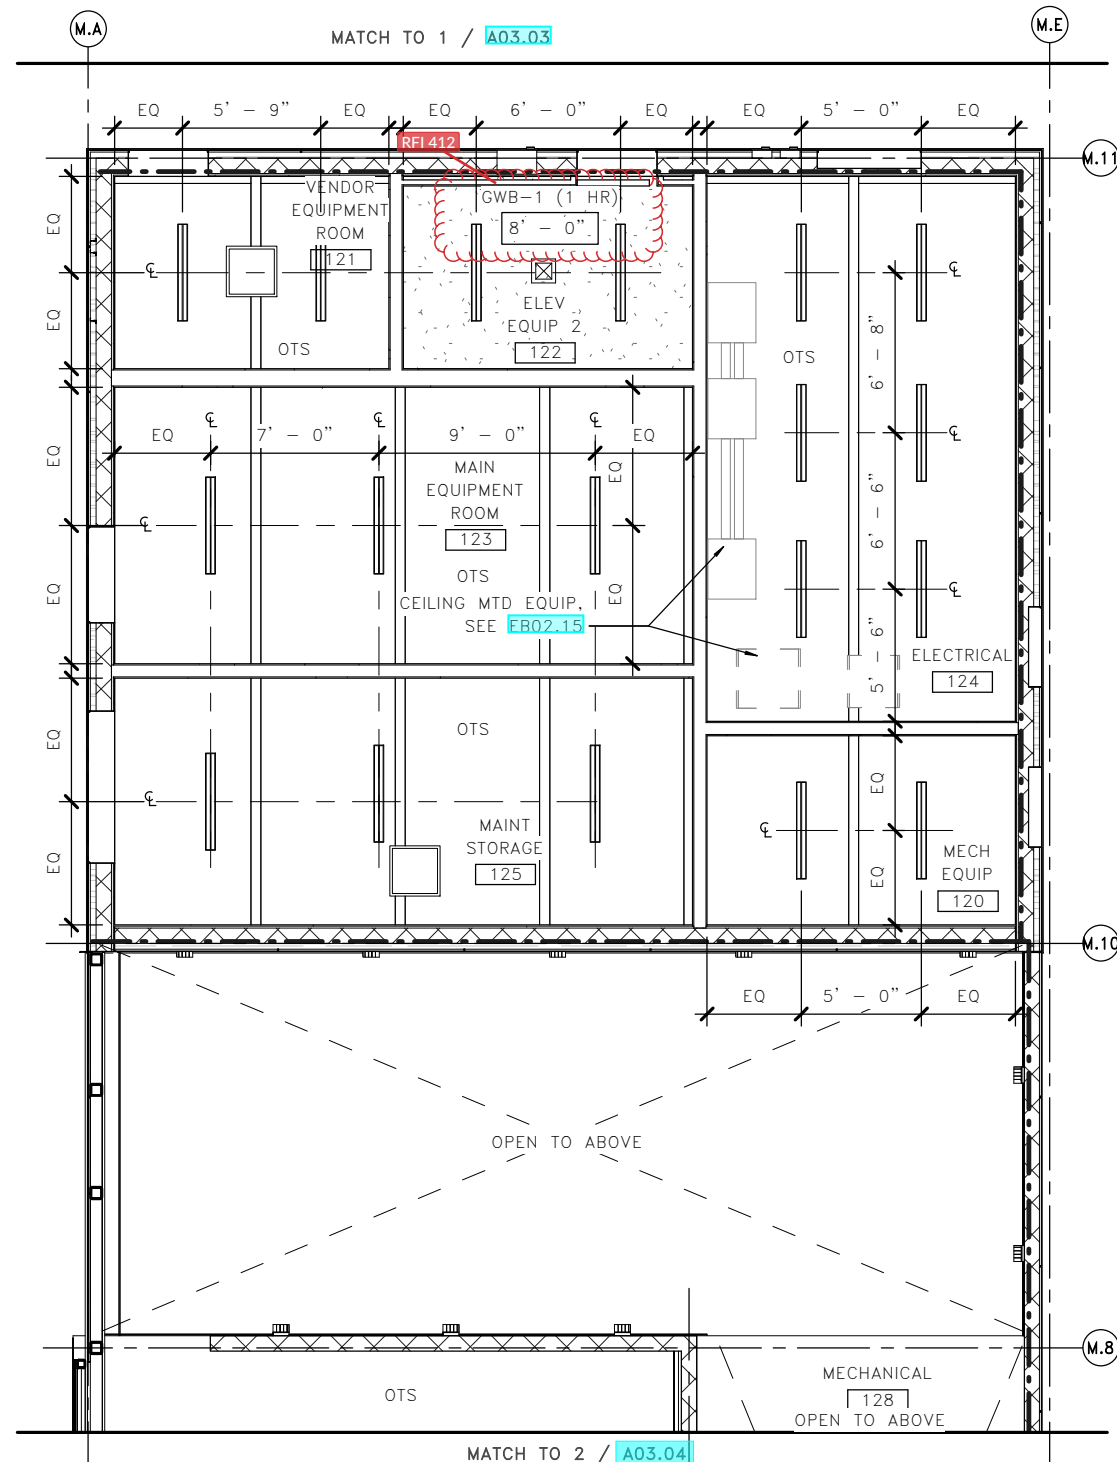 M.A
M.E
MATCH TO 1 / A03.03
EQ
5' - 9"
EQ
EQ
6' - 0"
EQ
EQ
5' - 0"
EQ
RFI 412
M.11
VENDOR
EQUIPMENT
ROOM
121
GWB-1 (1 HR)
8' - 0"
EQ
℄
℄
ELEV
EQUIP 2
122
EQ
OTS
OTS
6' - 8"
℄
℄
℄
℄
EQ
7' - 0"
9' - 0"
EQ
EQ
MAIN
EQUIPMENT
ROOM
123
EQ
℄
6' - 6"
OTS
EQ
EQ
CEILING MTD EQUIP,
SEE EB02.15
℄
5' - 6"
ELECTRICAL
124
EQ
OTS
℄
EQ
℄
MAINT
STORAGE
125
EQ
EQ
MECH
EQUIP
120
M.10
EQ
5' - 0"
EQ
OPEN TO ABOVE
M.8
OTS
MECHANICAL
128
OPEN TO ABOVE
MATCH TO 2 / A03.04